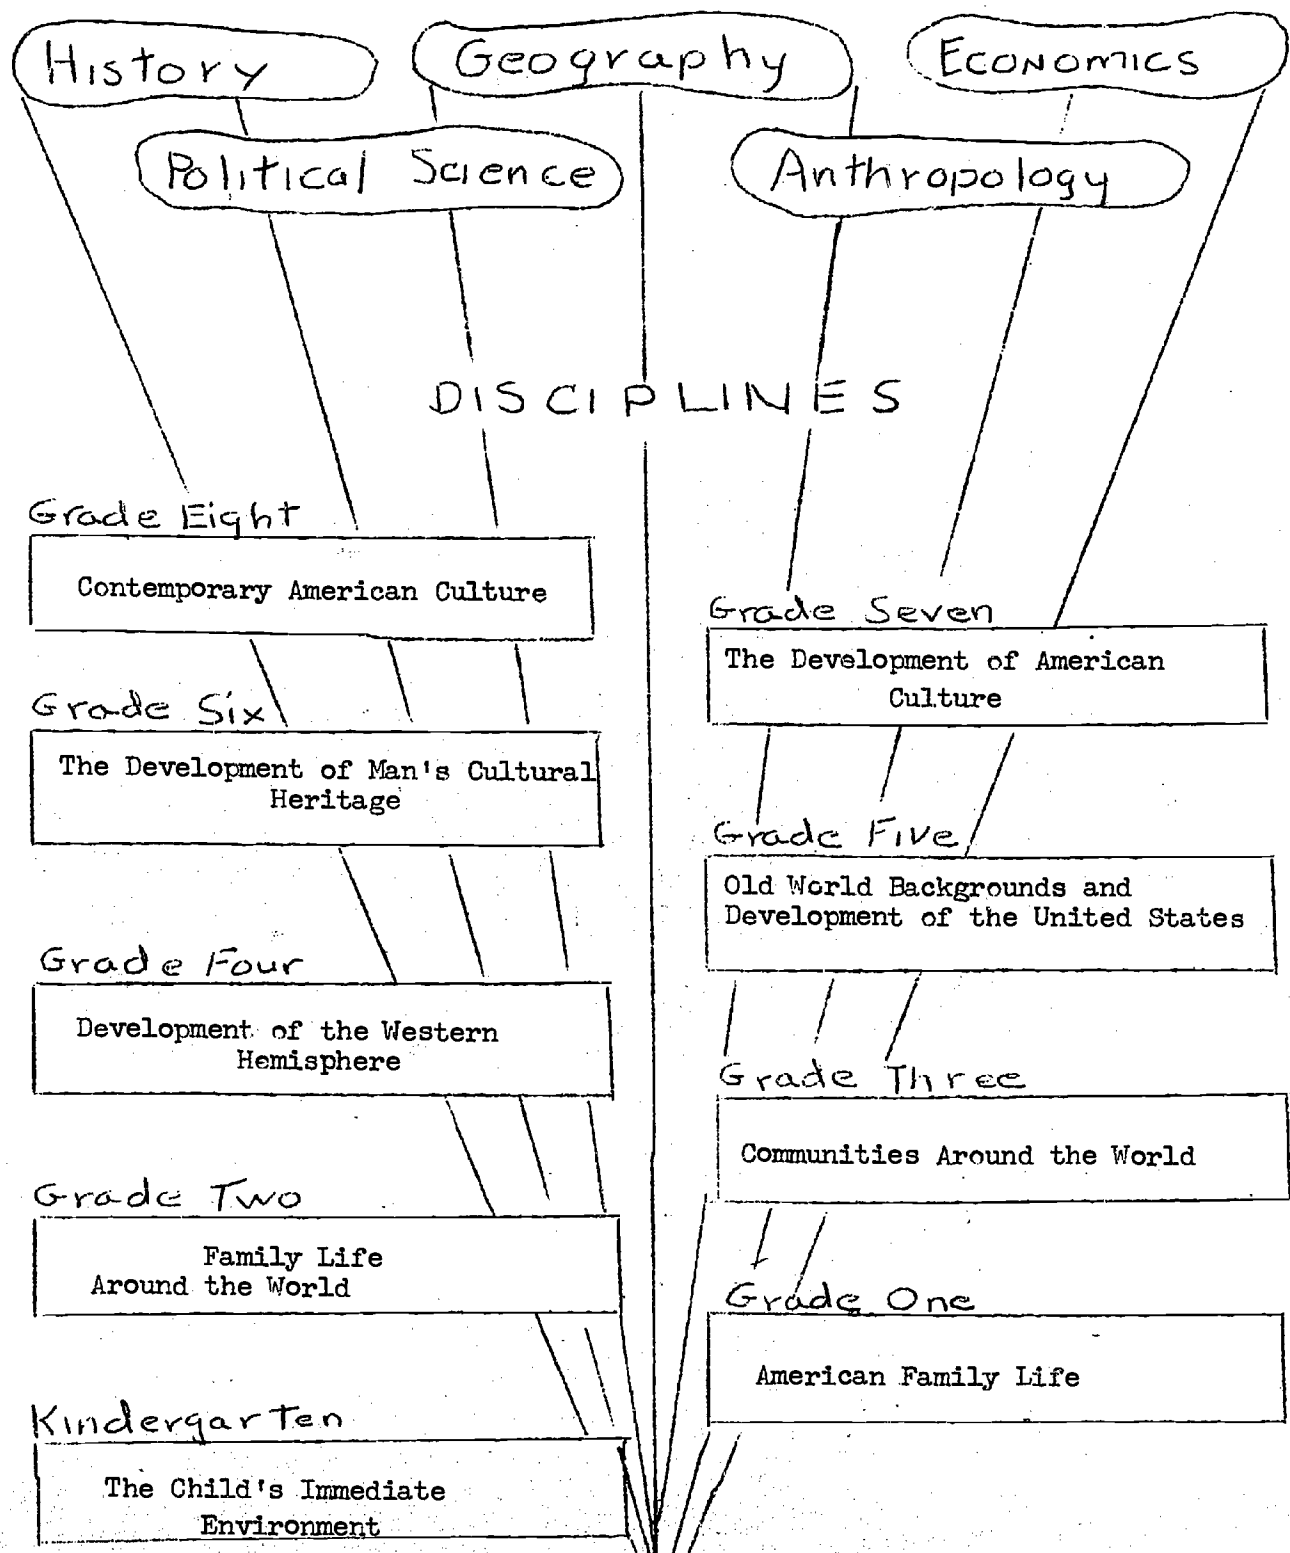 History
Geography
Economics
Political Science
Anthropology
DISCIPLINES
Grade Eight
Contemporary American Culture
Grade Seven
The Development of American
Culture
Grade Six
The Development of Man's Cultural
Heritage
Grade Five
Old World Backgrounds and
Development of the United States
Grade Four
Development of the Western
Hemisphere
Grade Three
Communities Around the World
Grade Two
Family Life
Around the World
Grade One
American Family Life
Kindergarten
The Child's Immediate
Environment